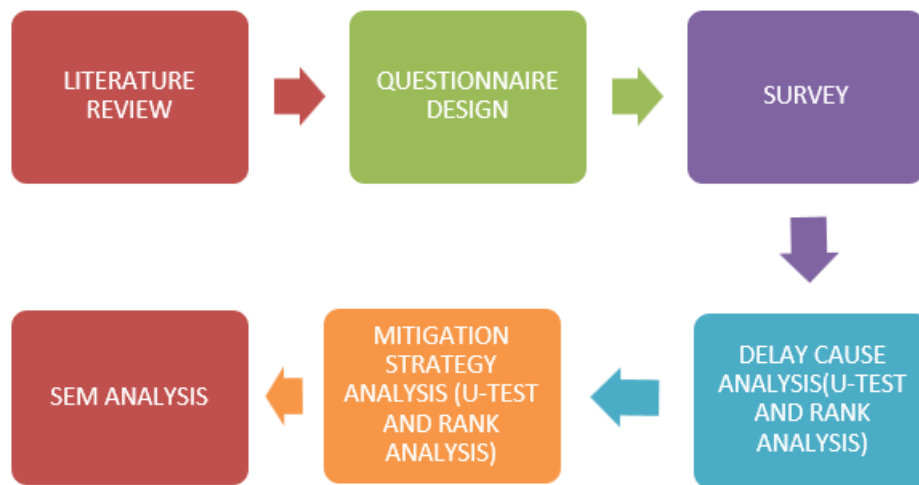 LITERATURE
REVIEW
QUESTIONNAIRE
DESIGN
SURVEY
DELAY CAUSE
ANALYSIS(U-TEST
AND RANK
ANALYSIS)
MITIGATION
STRATEGY
ANALYSIS (U-TEST
AND RANK
ANALYSIS)
SEM ANALYSIS